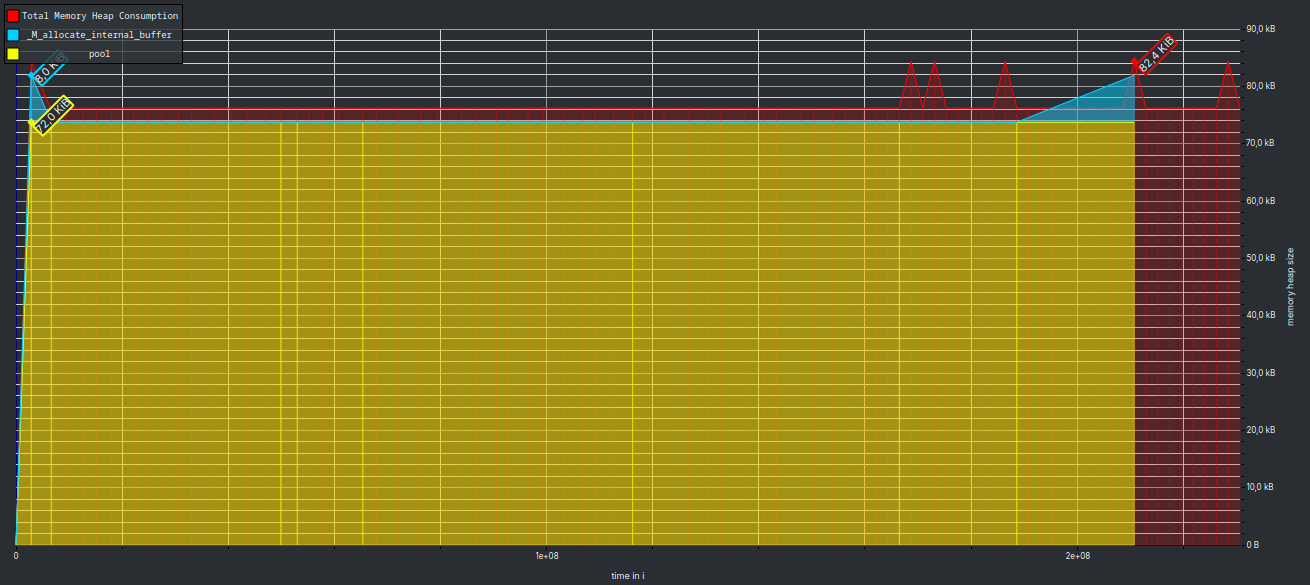 Total Memory Heap Consumption
_M_allocate_internal_buffer
pool
8,0 KiB
72,0 KiB
82,4 KiB
90,0 kB
80,0 kB
70,0 kB
60,0 kB
50,0 kB
40,0 kB
30,0 kB
20,0 kB
10,0 kB
0 B
memory heap size
0
1e+08
2e+08
time in i